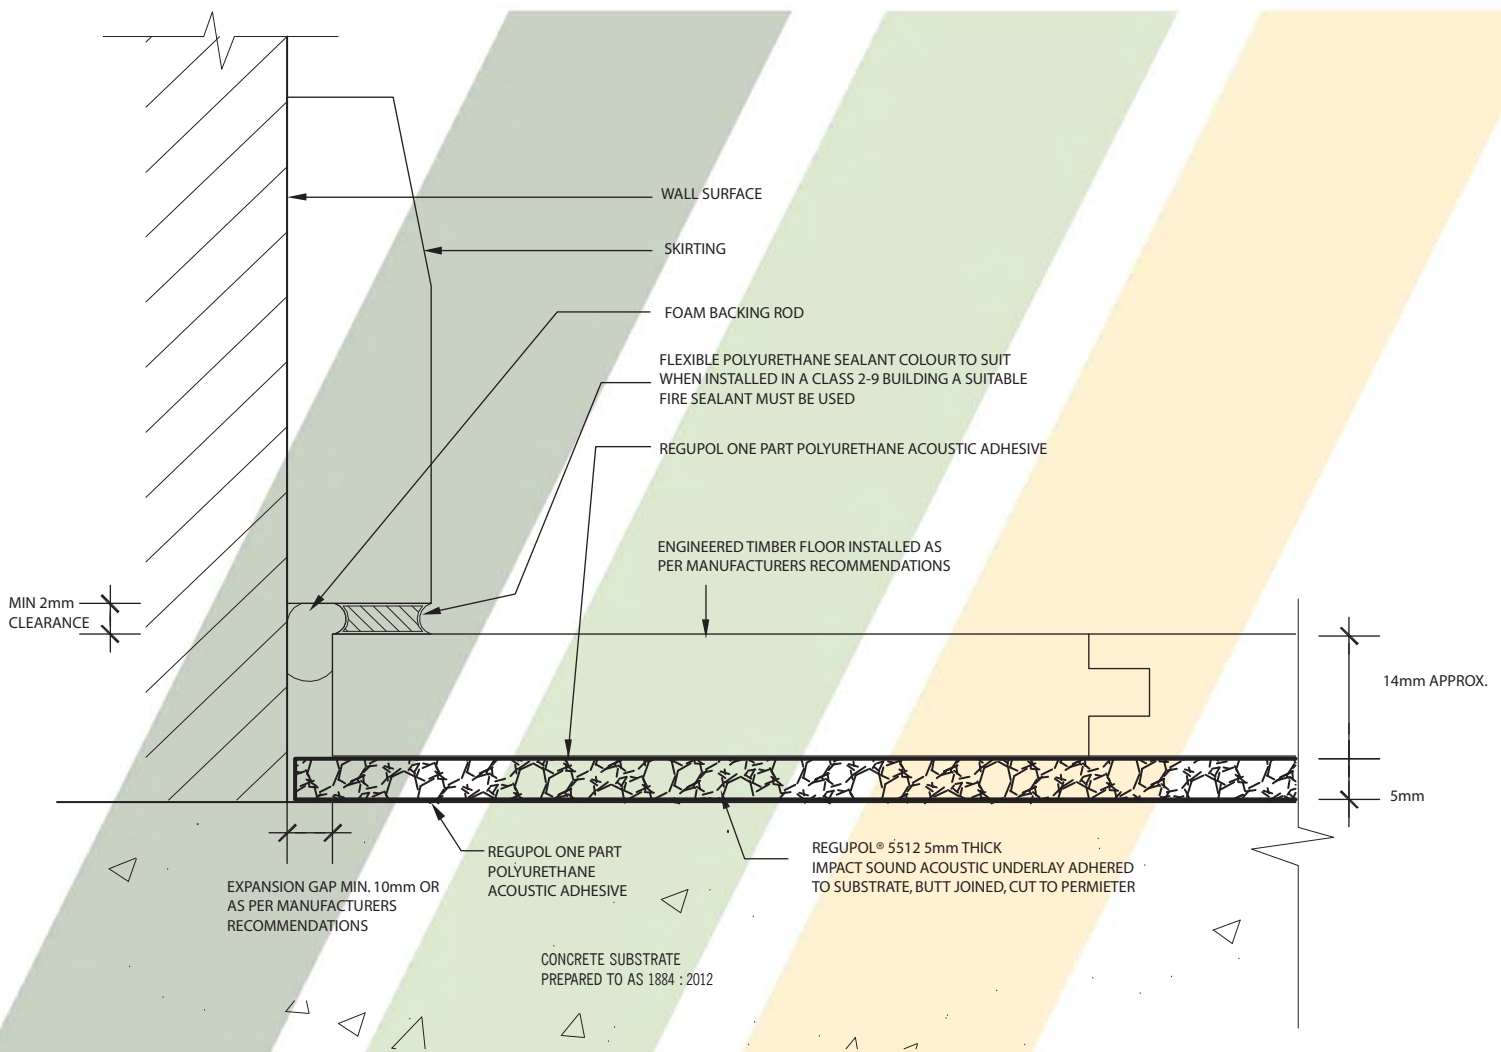 WALL SURFACE
SKIRTING
FOAM BACKING ROD
FLEXIBLE POLYURETHANE SEALANT COLOUR TO SUIT
WHEN INSTALLED IN A CLASS 2-9 BUILDING A SUITABLE
FIRE SEALANT MUST BE USED
REGUPOL ONE PART POLYURETHANE ACOUSTIC ADHESIVE
ENGINEERED TIMBER FLOOR INSTALLED AS
PER MANUFACTURERS RECOMMENDATIONS
MIN 2mm
CLEARANCE
14mm APPROX.
5mm
REGUPOL ONE PART
POLYURETHANE
ACOUSTIC ADHESIVE
REGUPOL® 5512 5mm THICK
IMPACT SOUND ACOUSTIC UNDERLAY ADHERED
TO SUBSTRATE, BUTT JOINED, CUT TO PERMIETER
EXPANSION GAP MIN. 10mm OR
AS PER MANUFACTURERS
RECOMMENDATIONS
CONCRETE SUBSTRATE
PREPARED TO AS 1884 : 2012